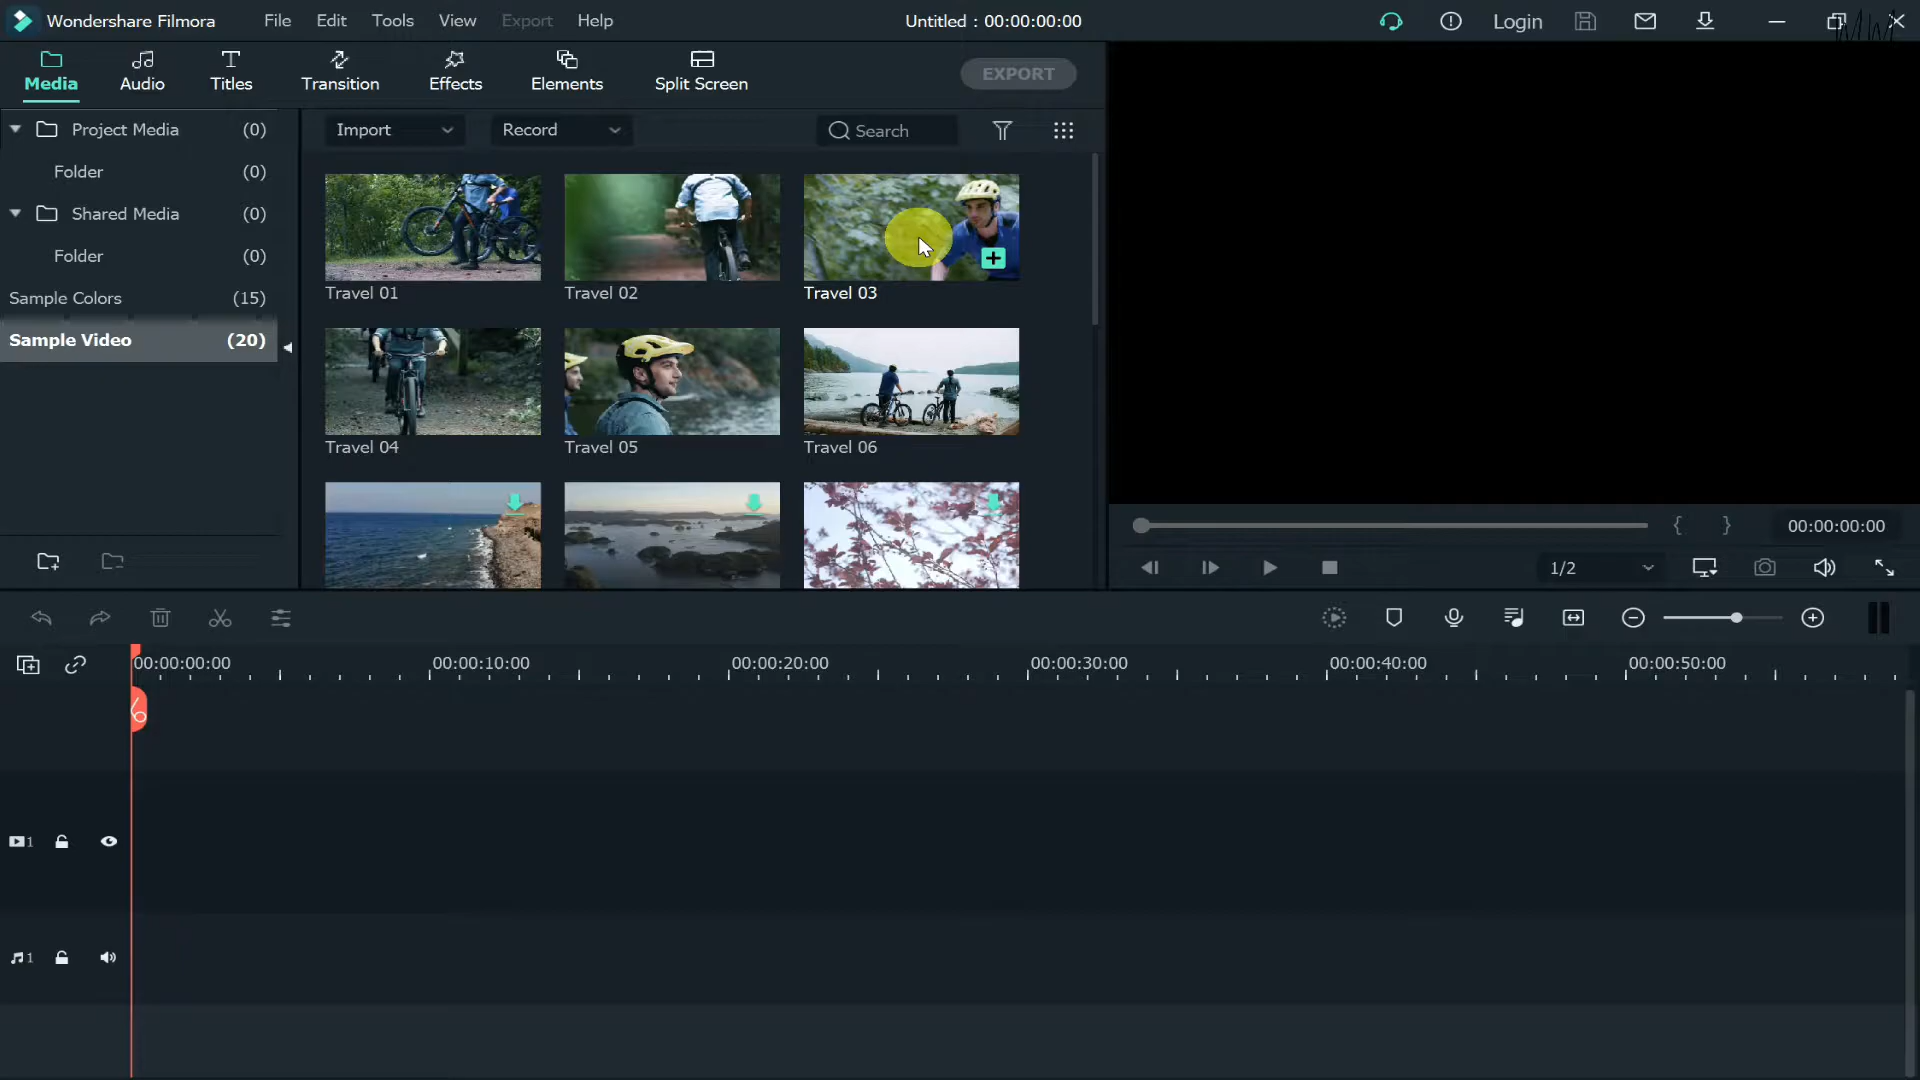 Wondershare Filmora File Edit Tools View Export Help Untitled : 00:00:00:00 Login
Media Audio Titles Transition Effects Elements Split Screen EXPORT
Project Media (0) Import Record Search
Folder (0)
Shared Media (0)
Folder (0)
Sample Colors (15)
Sample Video (20)
Travel 01 Travel 02 Travel 03
Travel 04 Travel 05 Travel 06
{ } 00:00:00:00
1/2
00:00:00:00 00:00:10:00 00:00:20:00 00:00:30:00 00:00:40:00 00:00:50:00
1
1